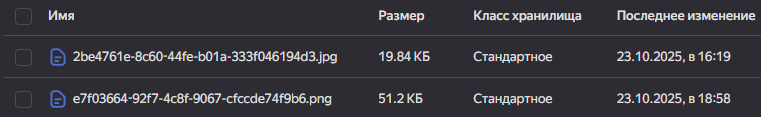 Имя Размер Класс хранилища Последнее изменение
2be4761e-8c60-44fe-b01a-333f046194d3.jpg 19.84 КБ Стандартное 23.10.2025, в 16:19
e7f03664-92f7-4c8f-9067-cfccde74f9b6.png 51.2 КБ Стандартное 23.10.2025, в 18:58